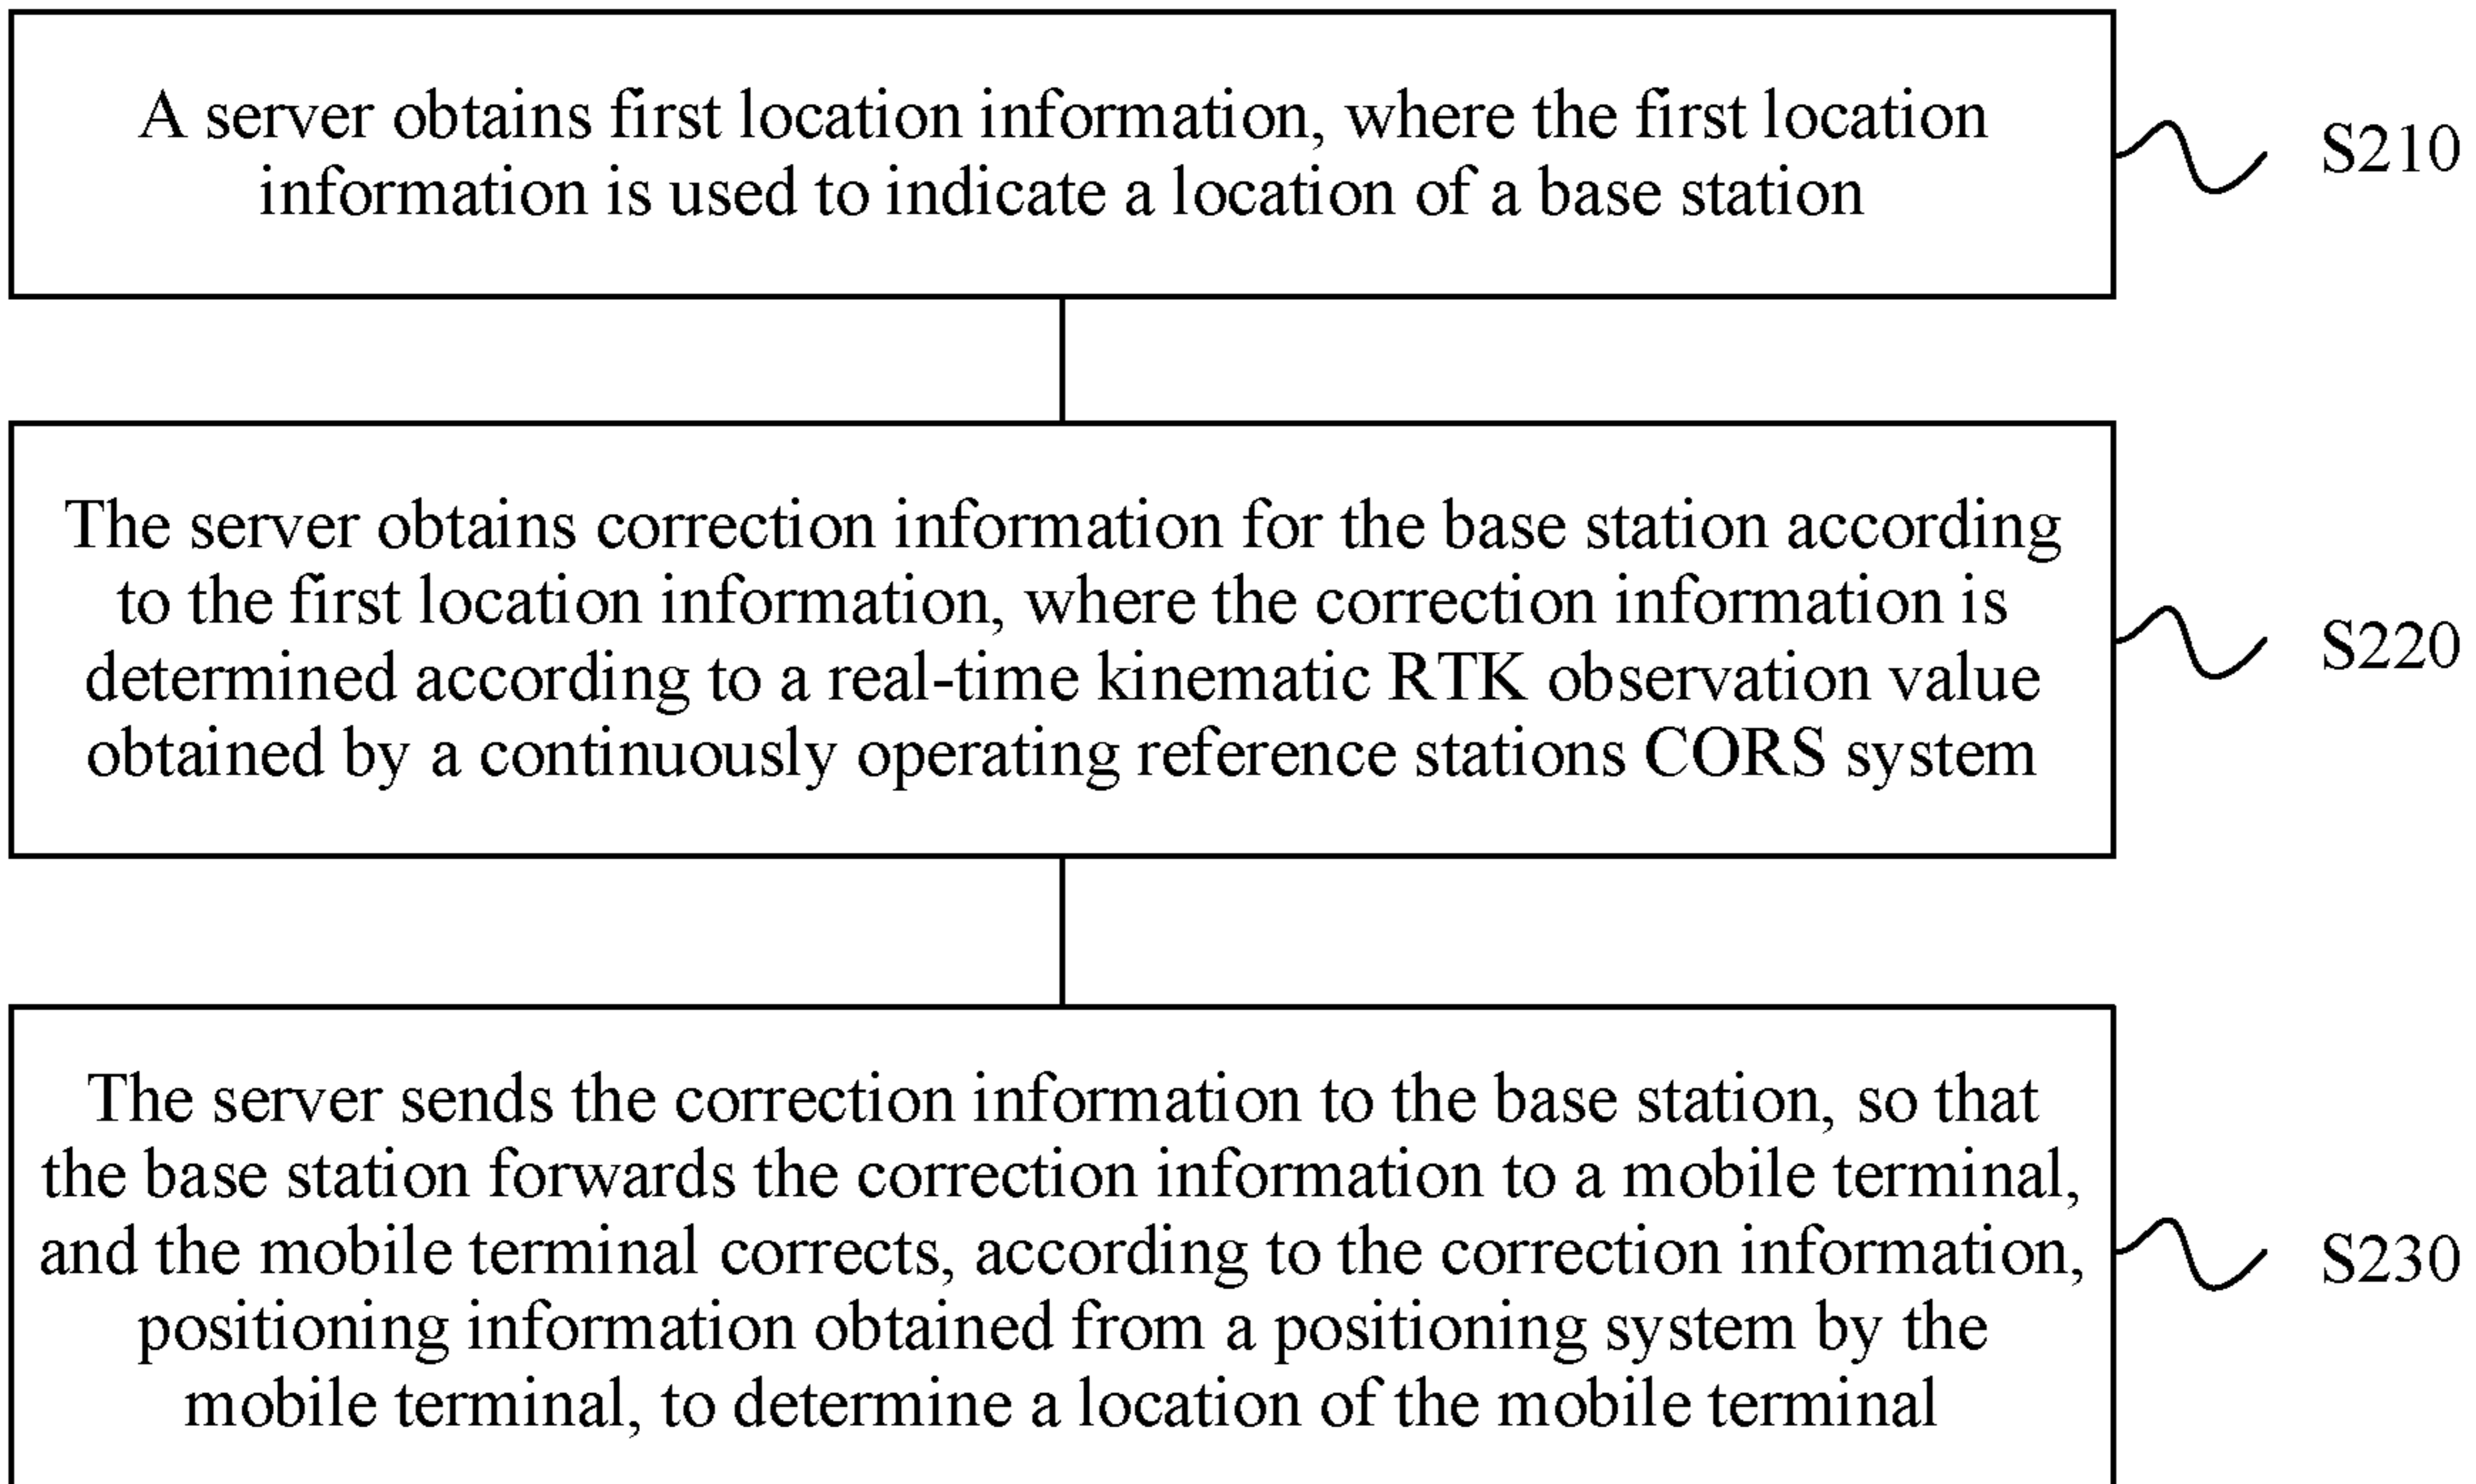 A server obtains first location information, where the first location
information is used to indicate a location of a base station
S210
The server obtains correction information for the base station according
to the first location information, where the correction information is
determined according to a real-time kinematic RTK observation value
obtained by a continuously operating reference stations CORS system
S220
The server sends the correction information to the base station, so that
the base station forwards the correction information to a mobile terminal,
and the mobile terminal corrects, according to the correction information,
positioning information obtained from a positioning system by the
mobile terminal, to determine a location of the mobile terminal
S230